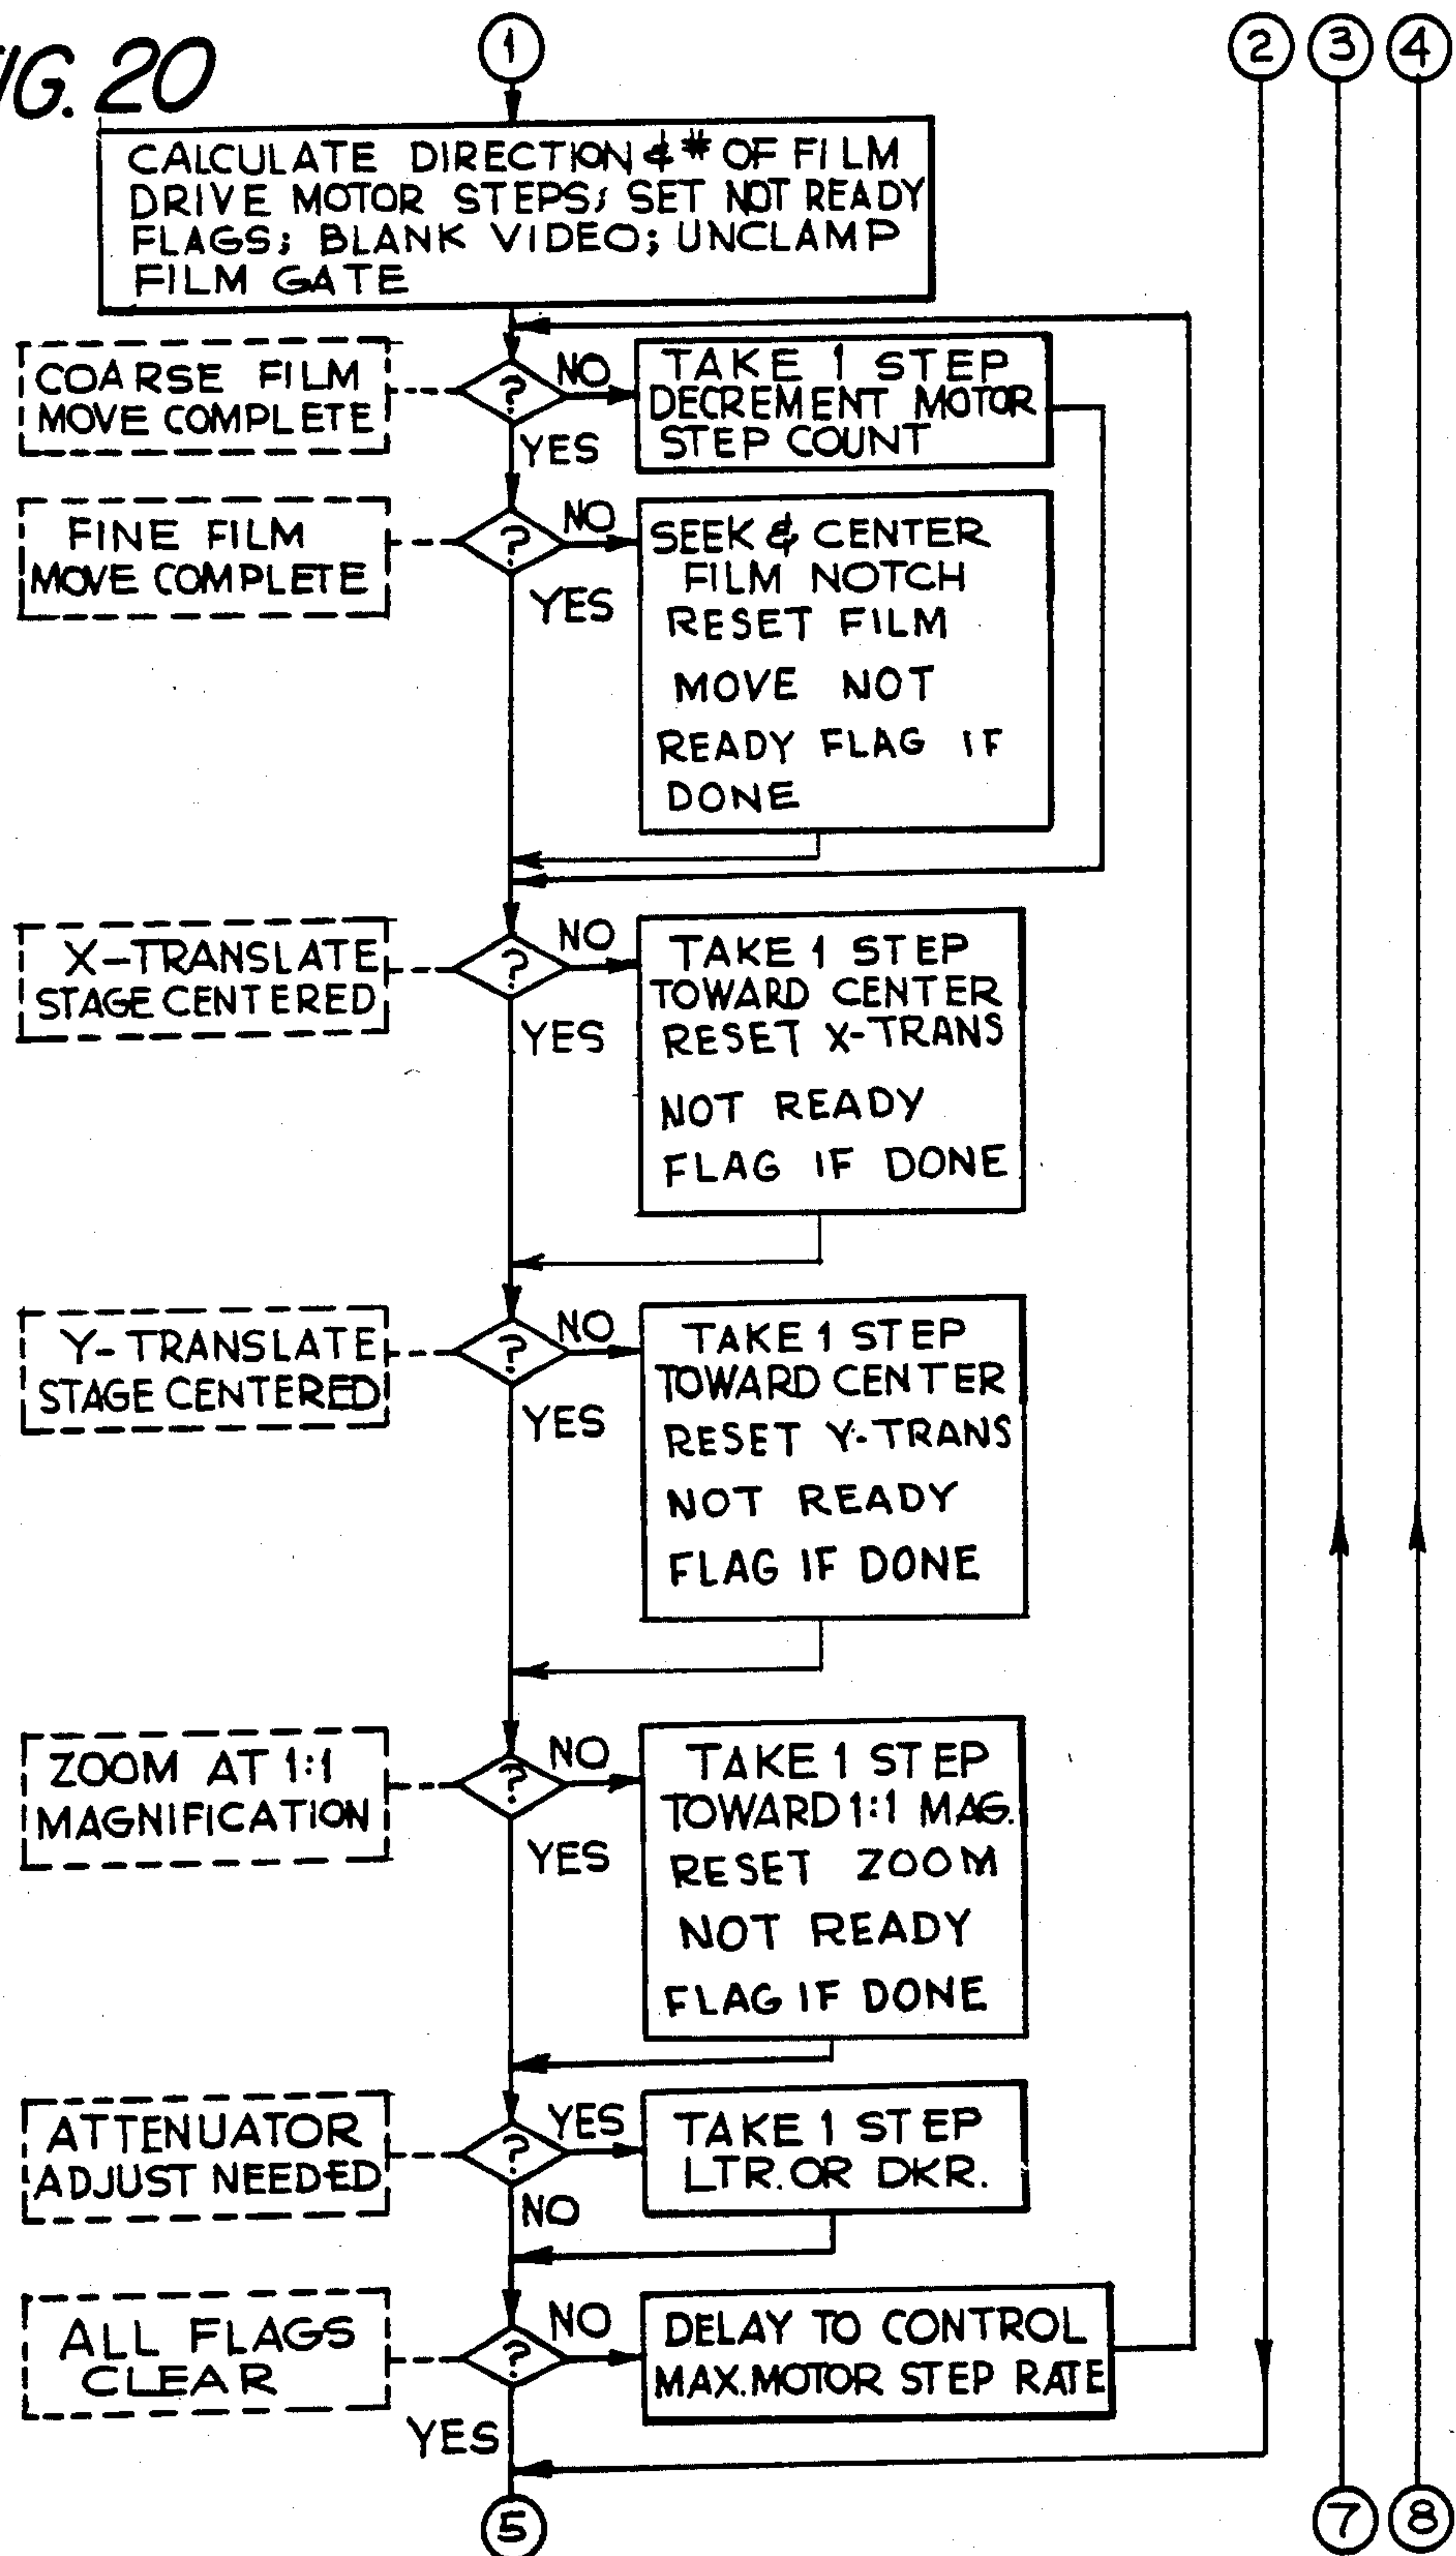 IG. 20
1
2
3
4
CALCULATE DIRECTION & # OF FILM
DRIVE MOTOR STEPS; SET NOT READY
FLAGS; BLANK VIDEO; UNCLAMP
FILM GATE
COARSE FILM
MOVE COMPLETE
?
NO
YES
TAKE 1 STEP
DECREMENT MOTOR
STEP COUNT
FINE FILM
MOVE COMPLETE
?
NO
YES
SEEK & CENTER
FILM NOTCH
RESET FILM
MOVE NOT
READY FLAG IF
DONE
X-TRANSLATE
STAGE CENTERED
?
NO
YES
TAKE 1 STEP
TOWARD CENTER
RESET X-TRANS
NOT READY
FLAG IF DONE
Y-TRANSLATE
STAGE CENTERED
?
NO
YES
TAKE 1 STEP
TOWARD CENTER
RESET Y-TRANS
NOT READY
FLAG IF DONE
ZOOM AT 1:1
MAGNIFICATION
?
NO
YES
TAKE 1 STEP
TOWARD 1:1 MAG.
RESET ZOOM
NOT READY
FLAG IF DONE
ATTENUATOR
ADJUST NEEDED
?
YES
NO
TAKE 1 STEP
LTR. OR DKR.
ALL FLAGS
CLEAR
?
NO
YES
DELAY TO CONTROL
MAX. MOTOR STEP RATE
5
7
8